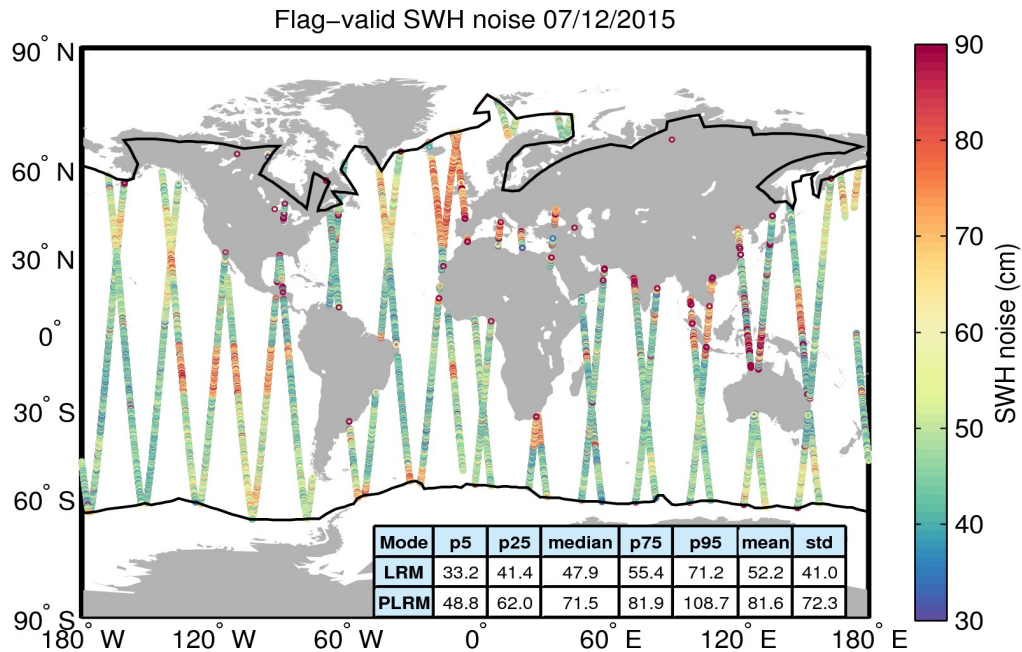 Flag−valid SWH noise 07/12/2015
90° N
60° N
30° N
0°
30° S
60° S
90° S
180° W
120° W
60° W
0°
60° E
120° E
180° E
90
80
70
60
50
40
30
SWH noise (cm)
Mode p5 p25 median p75 p95 mean std
LRM 33.2 41.4 47.9 55.4 71.2 52.2 41.0
PLRM 48.8 62.0 71.5 81.9 108.7 81.6 72.3